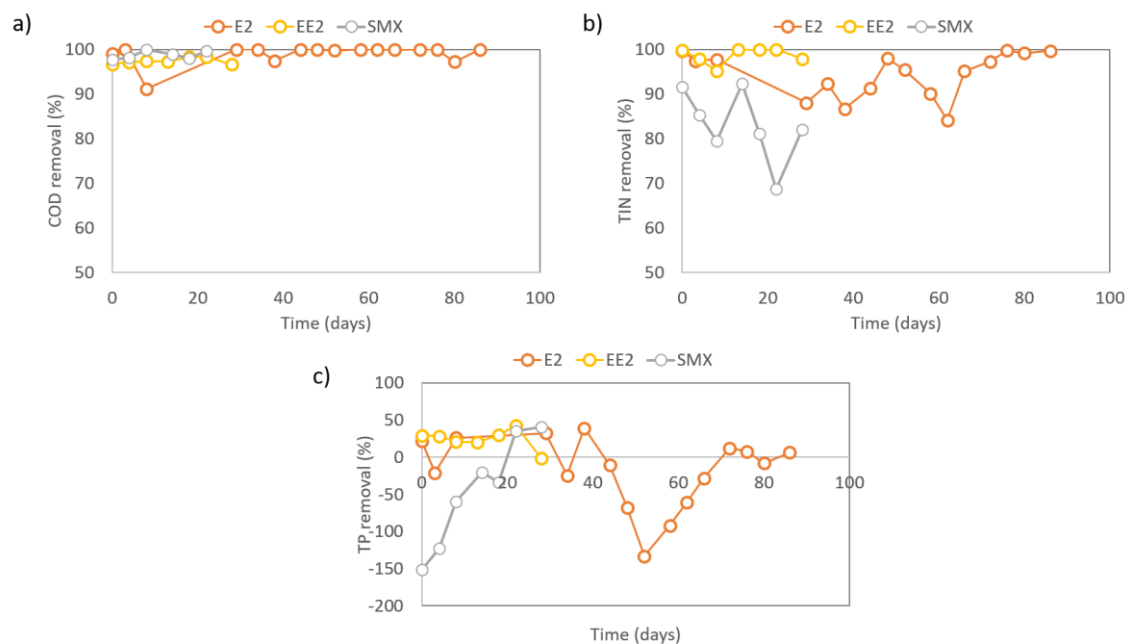 a)
E2 EE2 SMX
COD removal (%)
100
90
80
70
60
50
0 20 40 60 80 100
Time (days)
b)
E2 EE2 SMX
TIN removal (%)
100
90
80
70
60
50
0 20 40 60 80 100
Time (days)
c)
E2 EE2 SMX
TP removal (%)
100
50
0
-50
-100
-150
-200
0 20 40 60 80 100
Time (days)